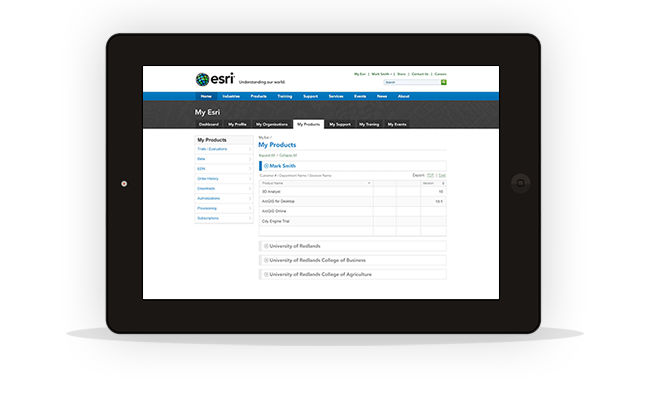 esri Understanding our world.
My Esri | Mark Smith | Store | Contact Us | Careers
Search
Home Industries Products Training Support Services Events News About
My Esri
Dashboard My Profile My Organizations My Products My Support My Training My Events
My Products
Trials / Evaluations
Beta
EDN
Order History
Downloads
Authorizations
Provisioning
Subscriptions
My Esri /
My Products
Expand All / Collapse All
Mark Smith
Customer # / Department Name / Division Name Export:
Product Name Version
3D Analyst 10
ArcGIS for Desktop 10.1
ArcGIS Online
City Engine Trial
University of Redlands
University of Redlands College of Business
University of Redlands College of Agriculture